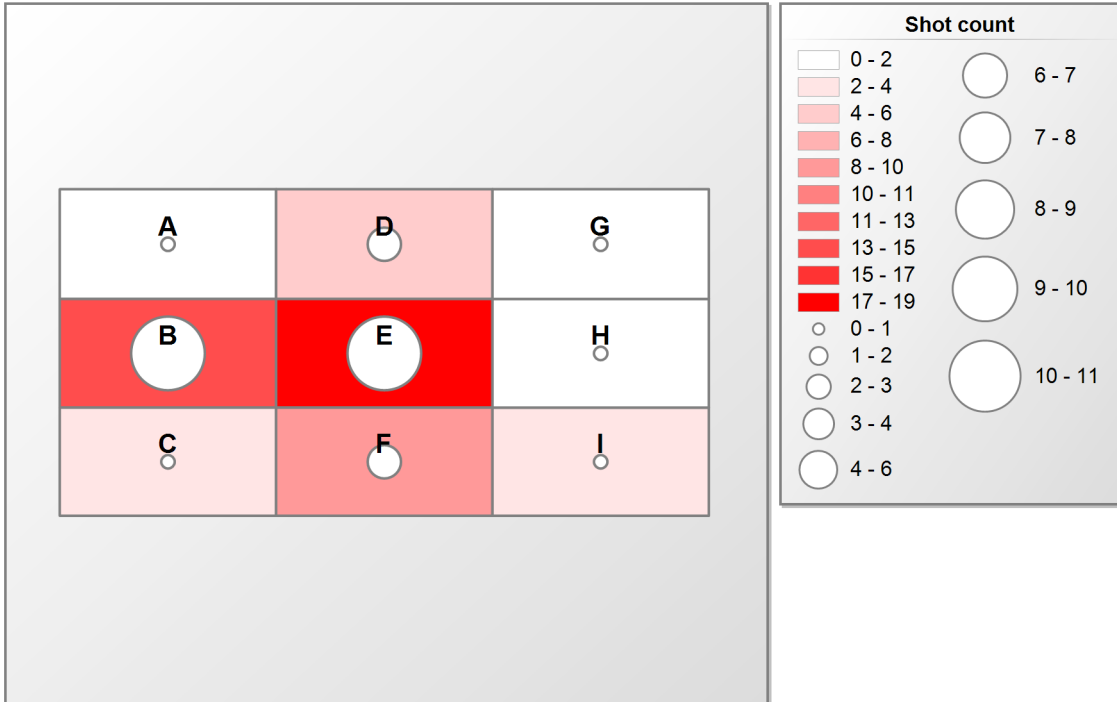 Shot count
0 - 2
2 - 4
4 - 6
6 - 8
8 - 10
10 - 11
11 - 13
13 - 15
15 - 17
17 - 19
0 - 1
1 - 2
2 - 3
3 - 4
4 - 6
6 - 7
7 - 8
8 - 9
9 - 10
10 - 11
A D G
B E H
C F I